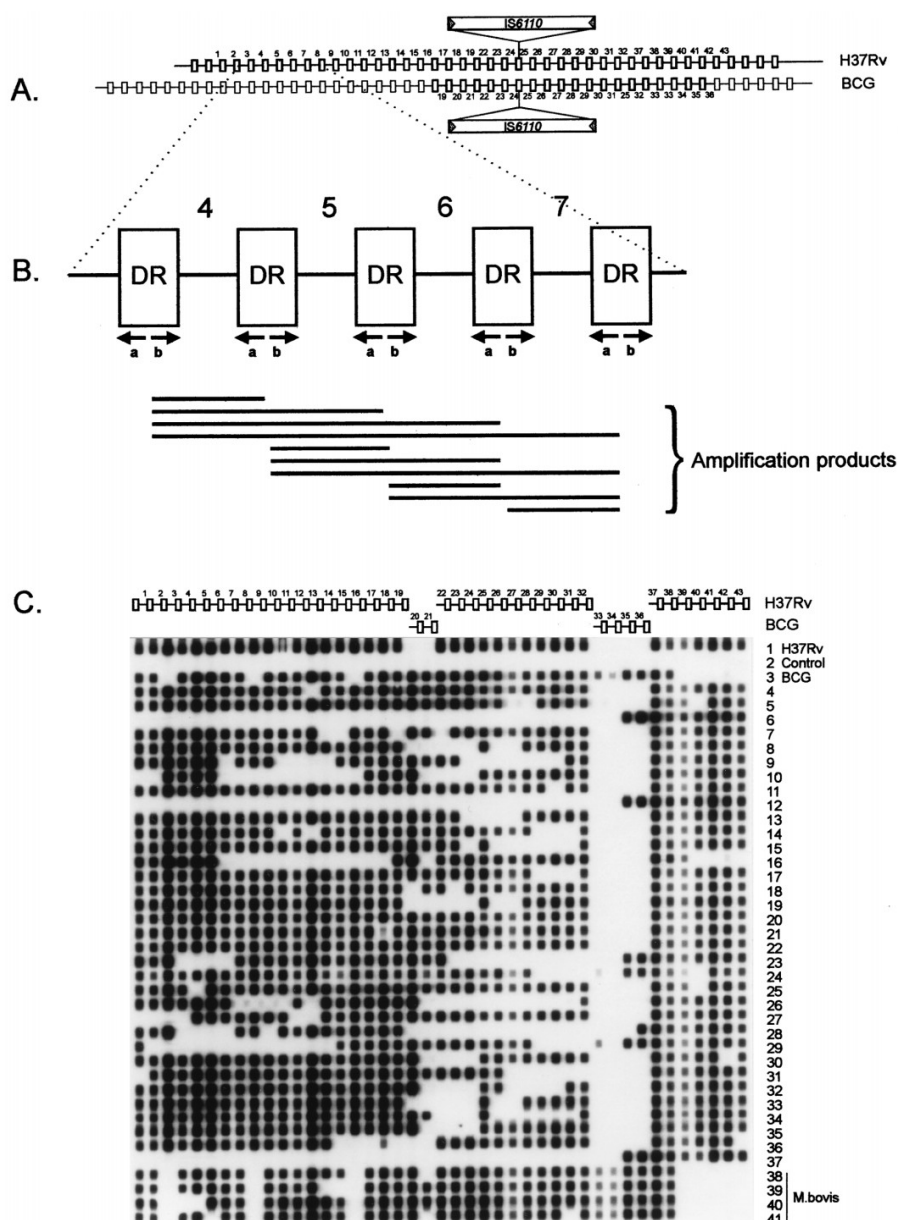 IS6110
1 2 3 4 5 6 7 8 9 10 11 12 13 14 15 16 17 18 19 22 23 24 25 26 27 28 29 30 31 32 37 38 39 40 41 42 43
H37Rv
A.
BCG
19 20 21 22 23 24 25 26 27 28 29 30 31 25 32 33 33 34 35 36
IS6110
4 5 6 7
B.
DR DR DR DR DR
a b a b a b a b a b
Amplification products
C.
1 2 3 4 5 6 7 8 9 10 11 12 13 14 15 16 17 18 19 22 23 24 25 26 27 28 29 30 31 32 37 38 39 40 41 42 43
H37Rv
20 21 33 34 35 36
BCG
1 H37Rv
2 Control
3 BCG
4
5
6
7
8
9
10
11
12
13
14
15
16
17
18
19
20
21
22
23
24
25
26
27
28
29
30
31
32
33
34
35
36
37
38
39
M.bovis
40
41